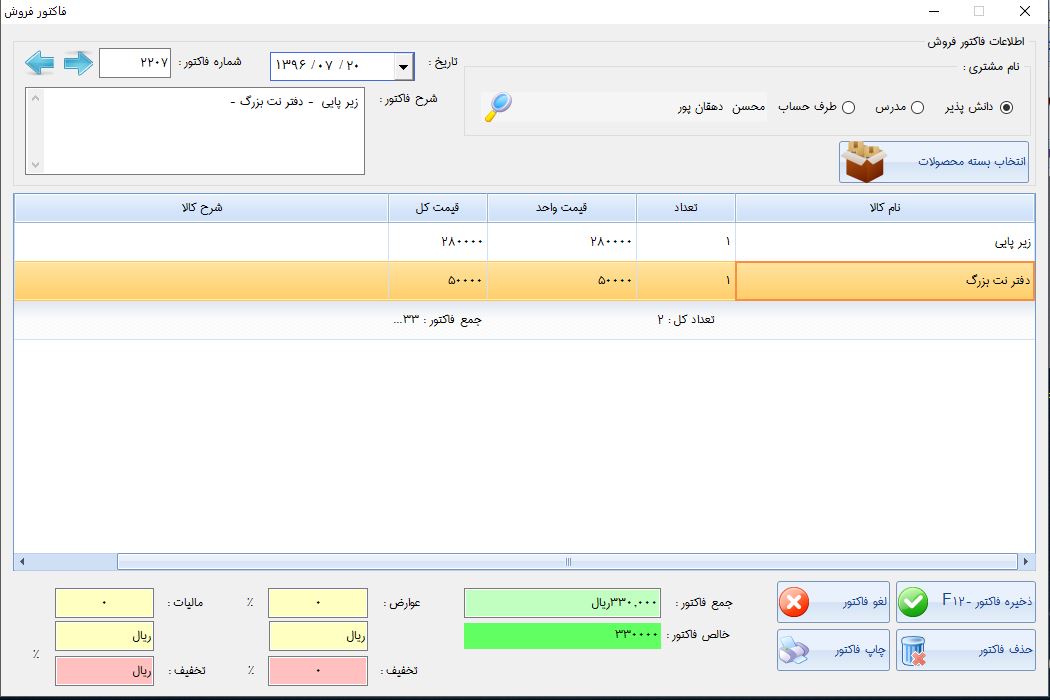 فاکتور فروش
اطلاعات فاکتور فروش
نام مشتری :
دانش پذیر
مدرس
طرف حساب
محسن دهقان پور
تاریخ :
۱۳۹۶ /۰۷ / ۲۰
شماره فاکتور :
۲۲۰۷
شرح فاکتور :
زیر پایی - دفتر نت بزرگ -
انتخاب بسته محصولات
نام کالا تعداد قیمت واحد قیمت کل شرح کالا
زیر پایی ۱ ۲۸۰۰۰۰ ۲۸۰۰۰۰
دفتر نت بزرگ ۱ ۵۰۰۰۰ ۵۰۰۰۰
تعداد کل : ۲ جمع فاکتور : ۳۳...
ذخیره فاکتور -F۱۲
لغو فاکتور
حذف فاکتور
چاپ فاکتور
جمع فاکتور :
۳۳۰,۰۰۰ریال
خالص فاکتور :
۳۳۰۰۰۰
عوارض :
۰
٪
ریال
تخفیف :
۰
٪
مالیات :
۰
ریال
٪
تخفیف :
ریال